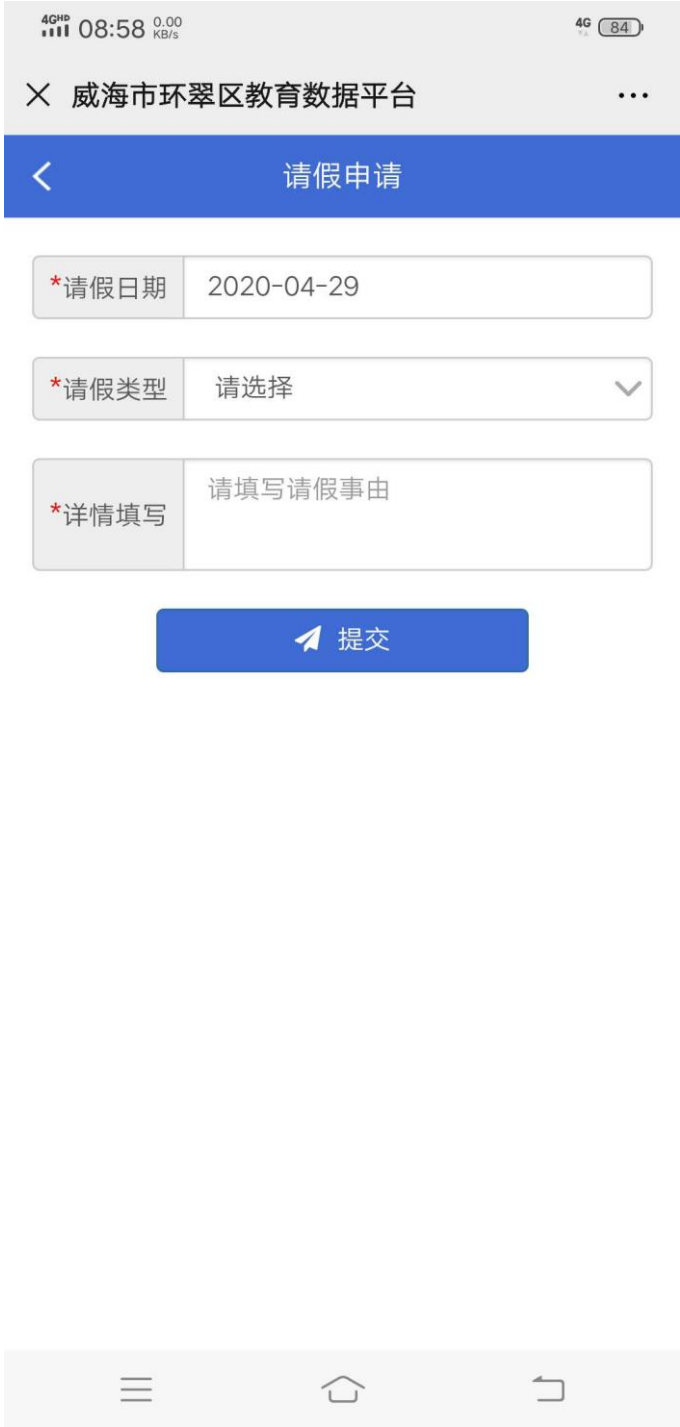 4GHD 08:58 0.00 KB/s 4G 84
威海市环翠区教育数据平台
请假申请
*请假日期 2020-04-29
*请假类型 请选择
*详情填写 请填写请假事由
提交